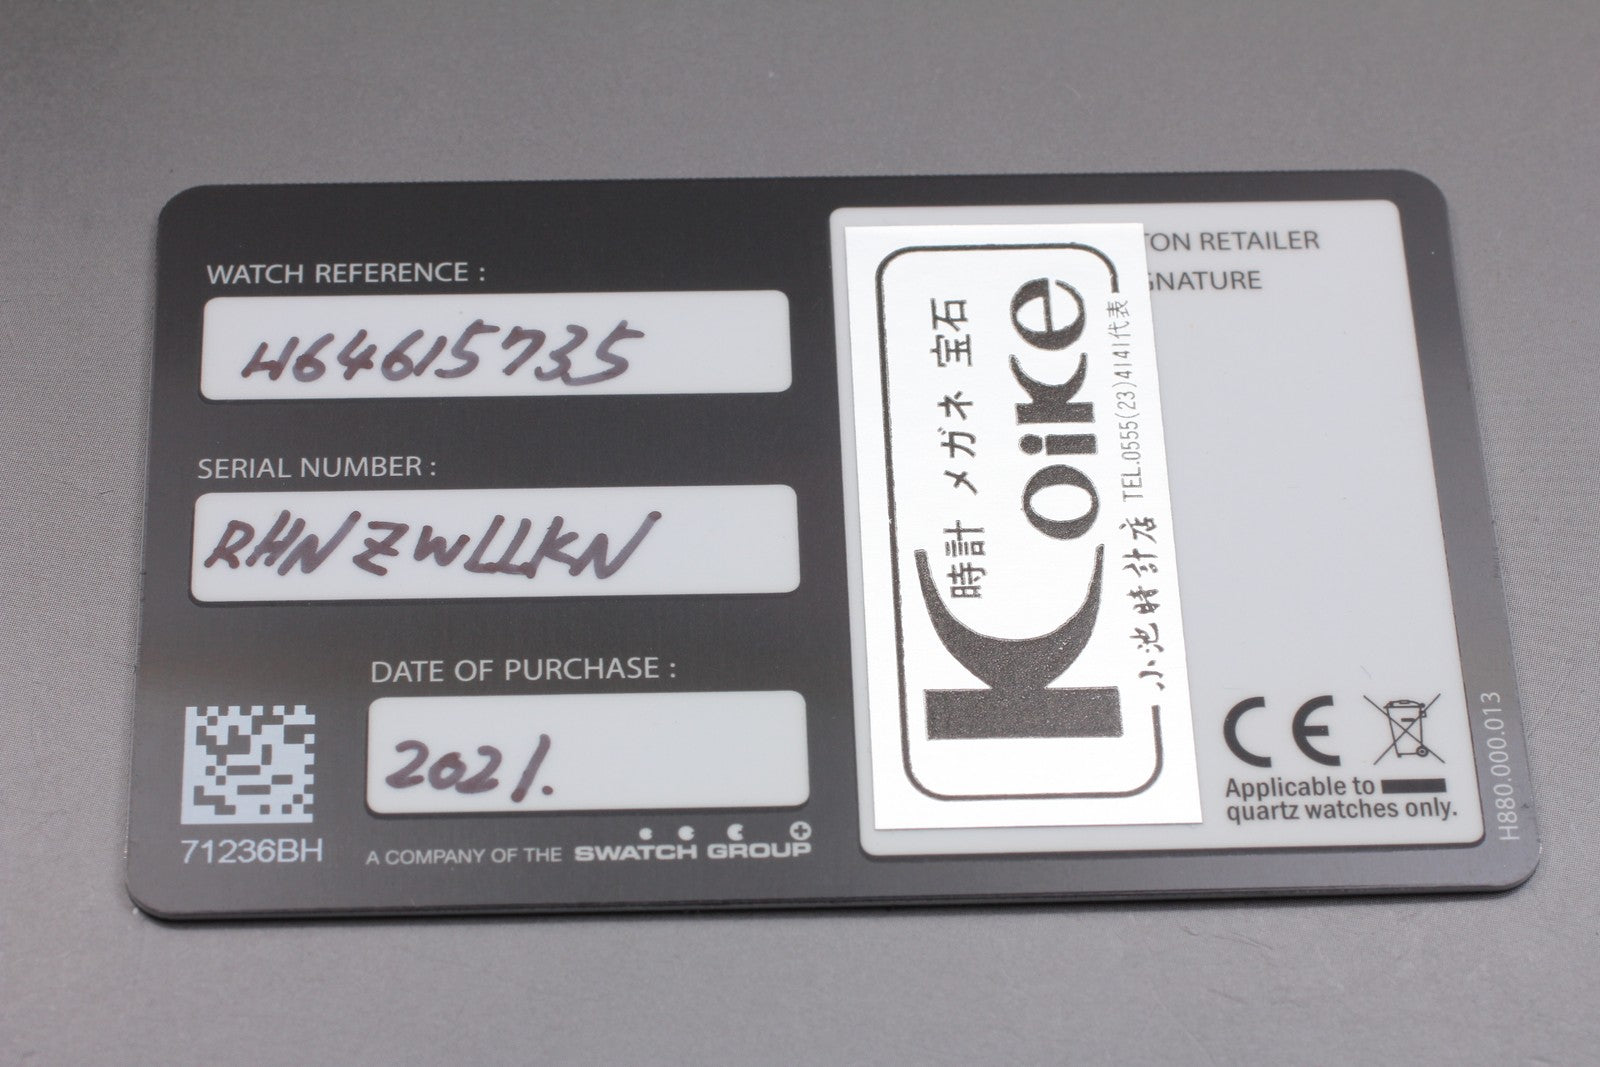 WATCH REFERENCE :
H64615735
SERIAL NUMBER :
RHNZWLLKN
DATE OF PURCHASE :
2021.
71236BH
A COMPANY OF THE SWATCH GROUP
TON RETAILER
GNATURE
時計 メガネ 宝石
Koike
小池時計店 TEL.0555(23)4141代表
CE
Applicable to
quartz watches only.
H880.000.013